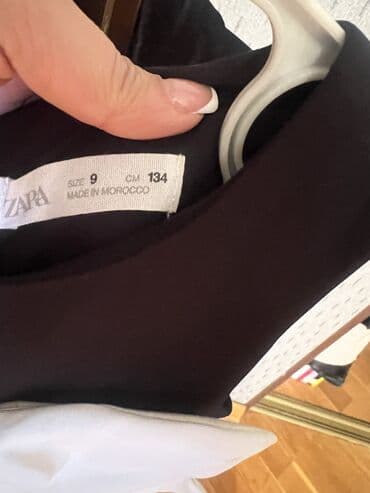 ZARA
SIZE 9 CM 134
MADE IN MOROCCO